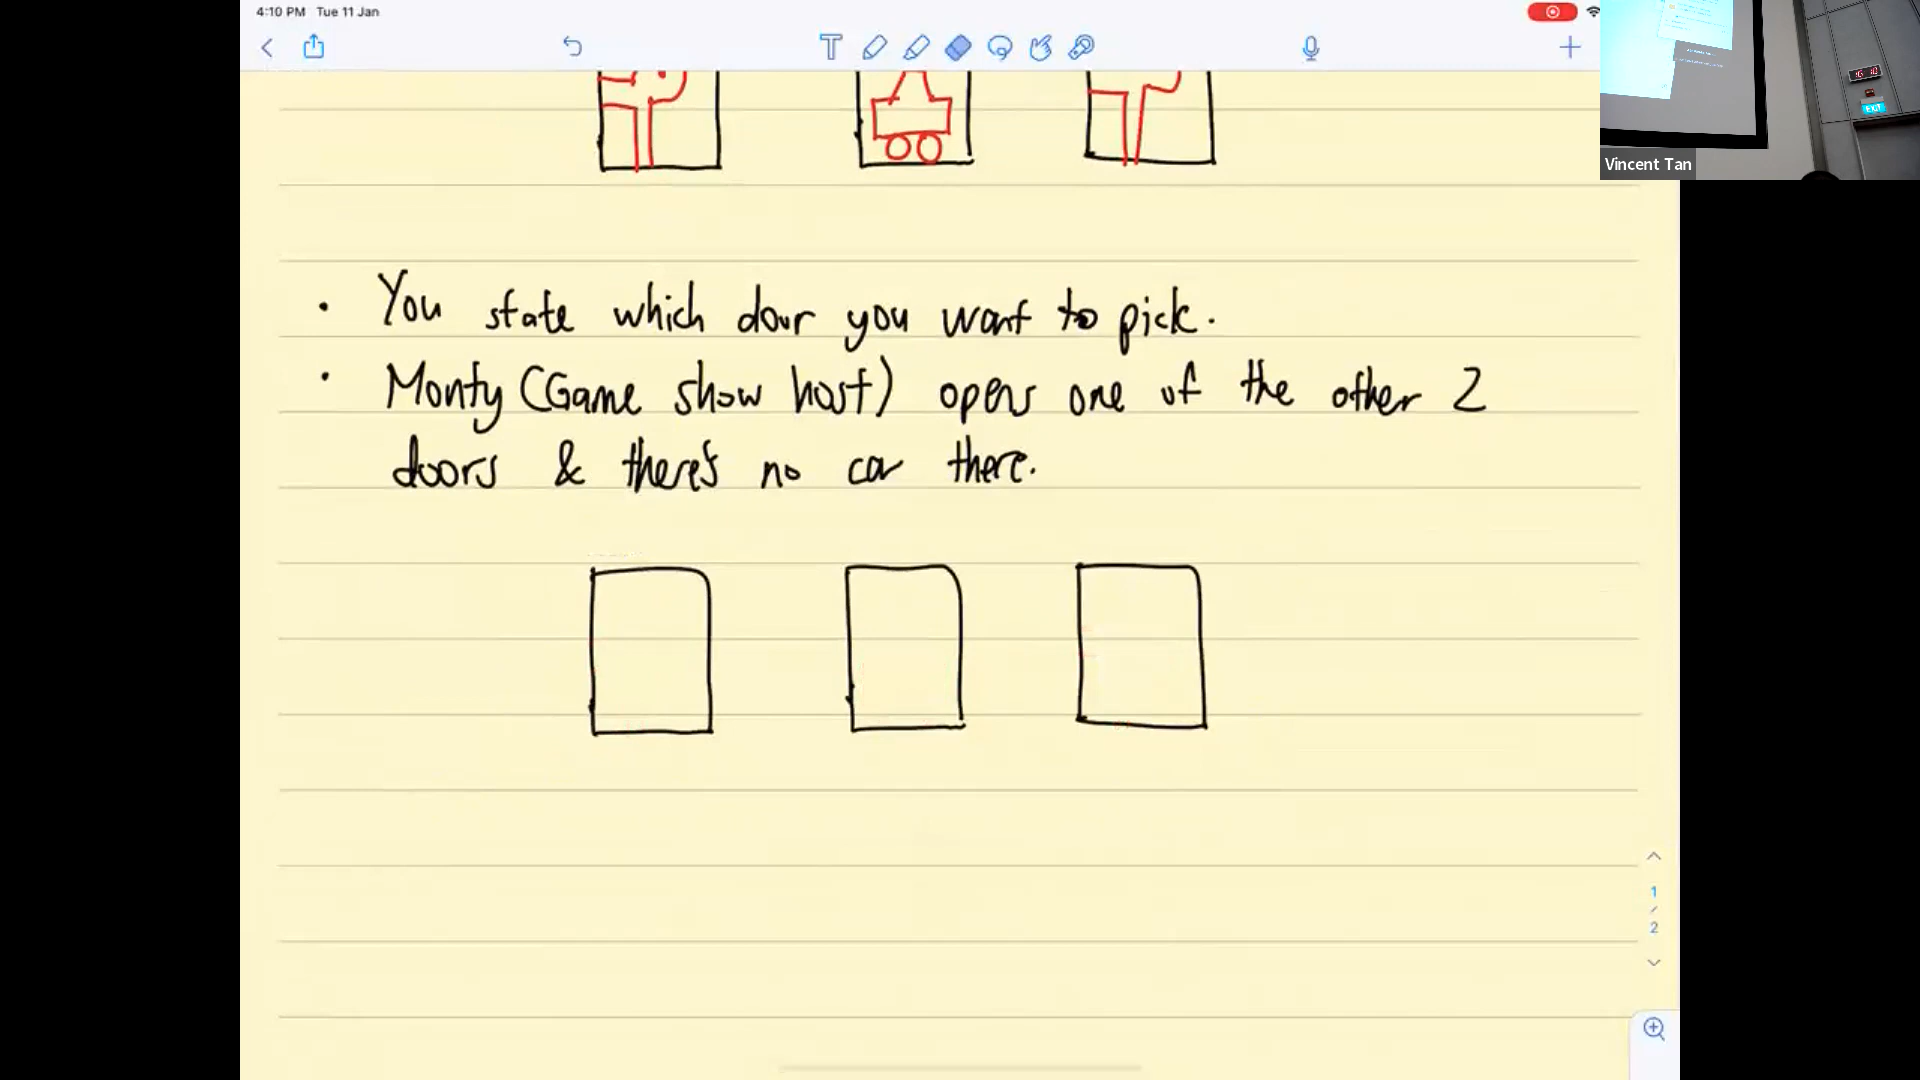 4:10 PM Tue 11 Jan
T
Vincent Tan
EXIT
• You state which door you want to pick.
• Monty (Game show host) opens one of the other 2
doors & there's no car there.
1
/
2